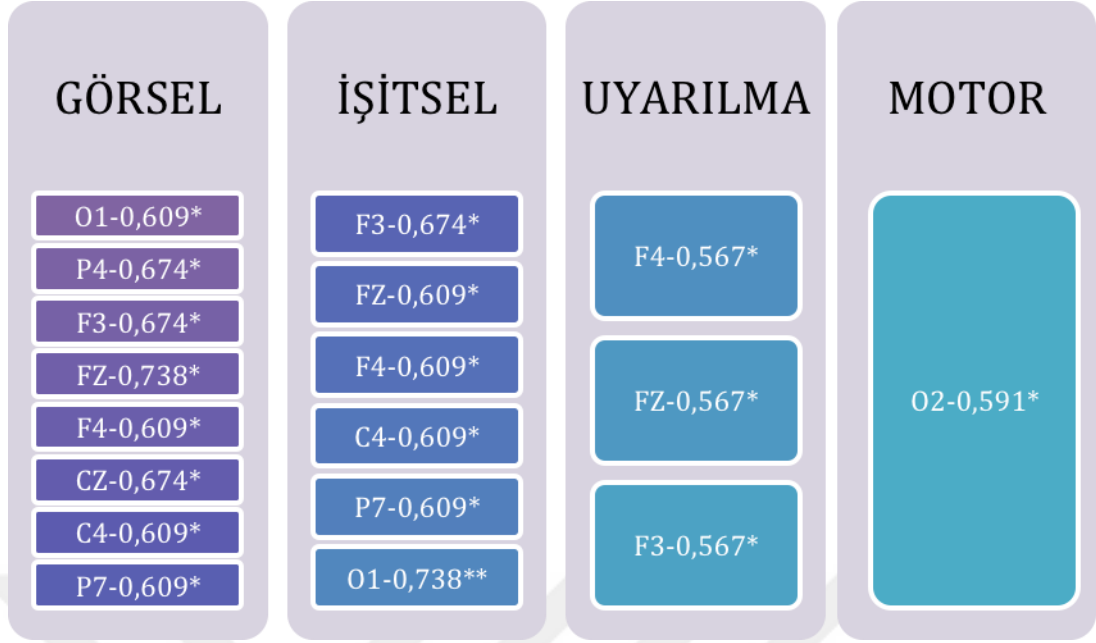 GÖRSEL
O1-0,609*
P4-0,674*
F3-0,674*
FZ-0,738*
F4-0,609*
CZ-0,674*
C4-0,609*
P7-0,609*
İŞİTSEL
F3-0,674*
FZ-0,609*
F4-0,609*
C4-0,609*
P7-0,609*
O1-0,738**
UYARILMA
F4-0,567*
FZ-0,567*
F3-0,567*
MOTOR
O2-0,591*